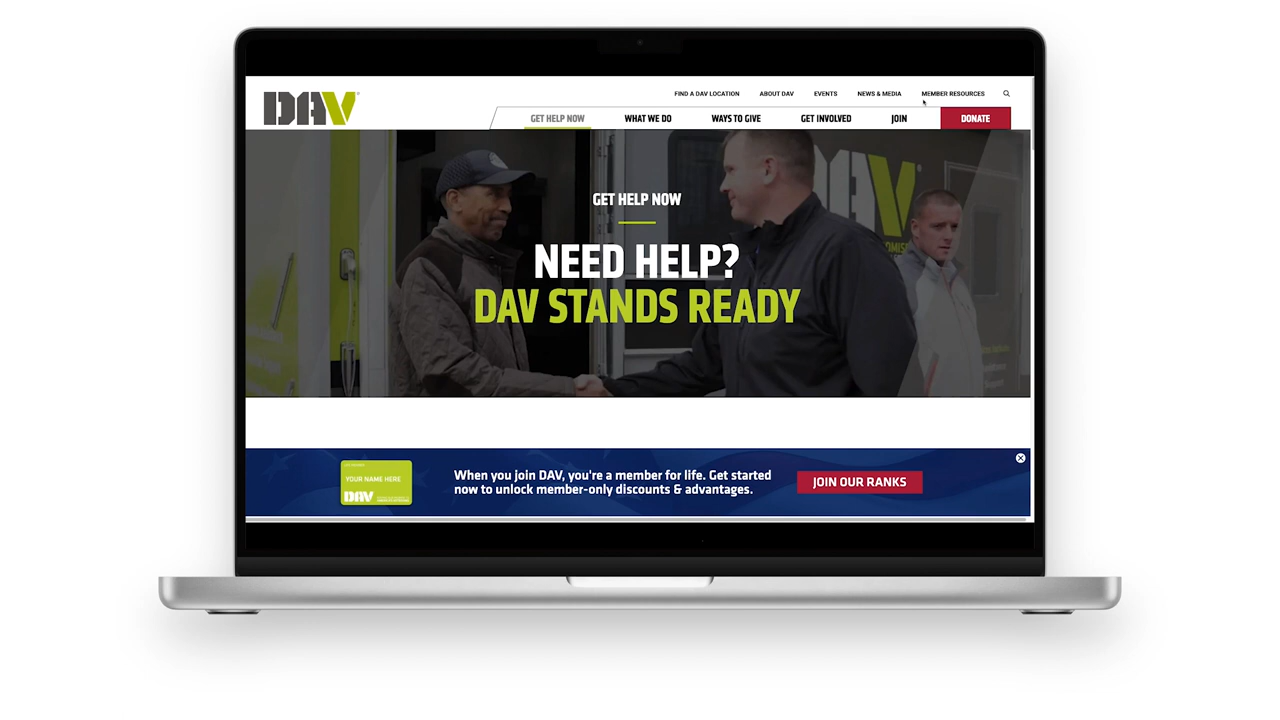 DAV
FIND A DAV LOCATION ABOUT DAV EVENTS NEWS & MEDIA MEMBER RESOURCES
GET HELP NOW WHAT WE DO WAYS TO GIVE GET INVOLVED JOIN DONATE
GET HELP NOW
NEED HELP?
DAV STANDS READY
YOUR NAME HERE
DAV
When you join DAV, you're a member for life. Get started
now to unlock member-only discounts & advantages.
JOIN OUR RANKS